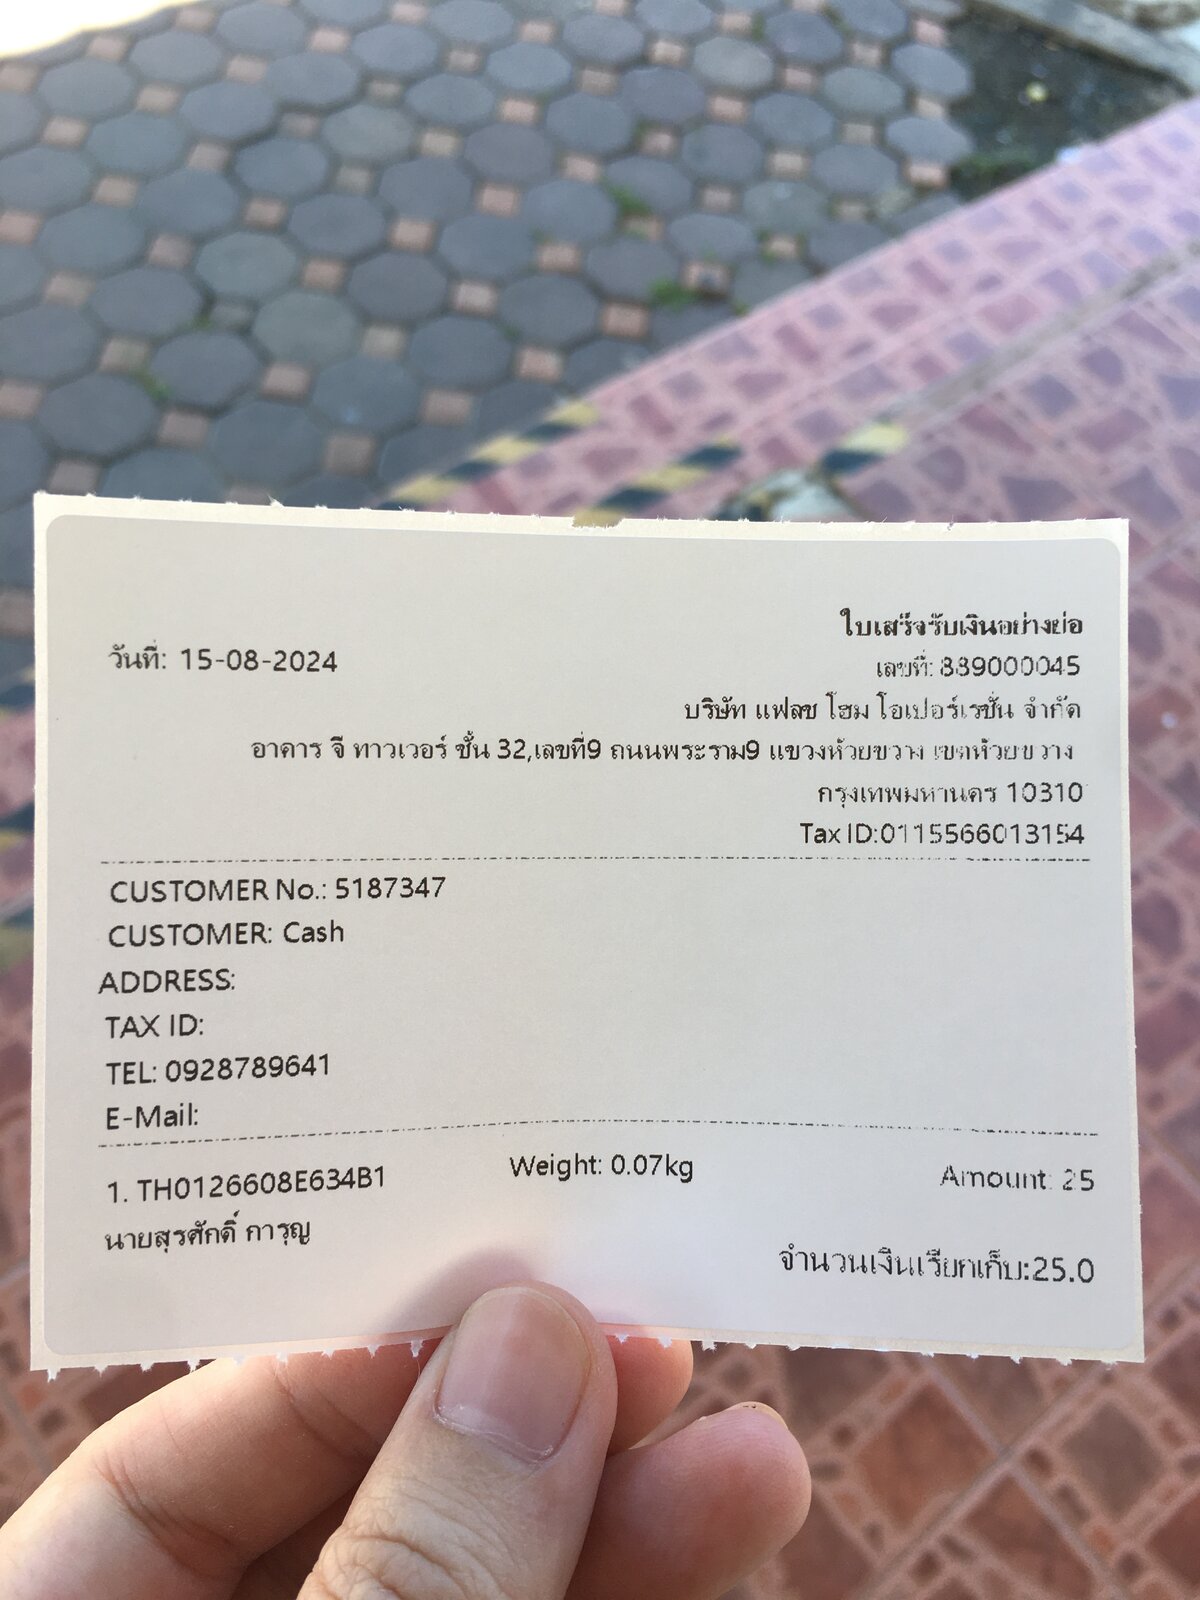 ใบเสร็จรับเงินอย่างย่อ
วันที่: 15-08-2024
เลขที่: 889000045
บริษัท แฟลช โฮม โอเปอร์เรชั่น จำกัด
อาคาร จี ทาวเวอร์ ชั้น 32,เลขที่9 ถนนพระราม9 แขวงห้วยขวาง เขตห้วยขวาง
กรุงเทพมหานคร 10310
Tax ID:0115566013154
CUSTOMER No.: 5187347
CUSTOMER: Cash
ADDRESS:
TAX ID:
TEL: 0928789641
E-Mail:
1. TH0126608E634B1 Weight: 0.07kg Amount: 25
นายสุรศักดิ์ การุญ
จำนวนเงินเรียกเก็บ:25.0